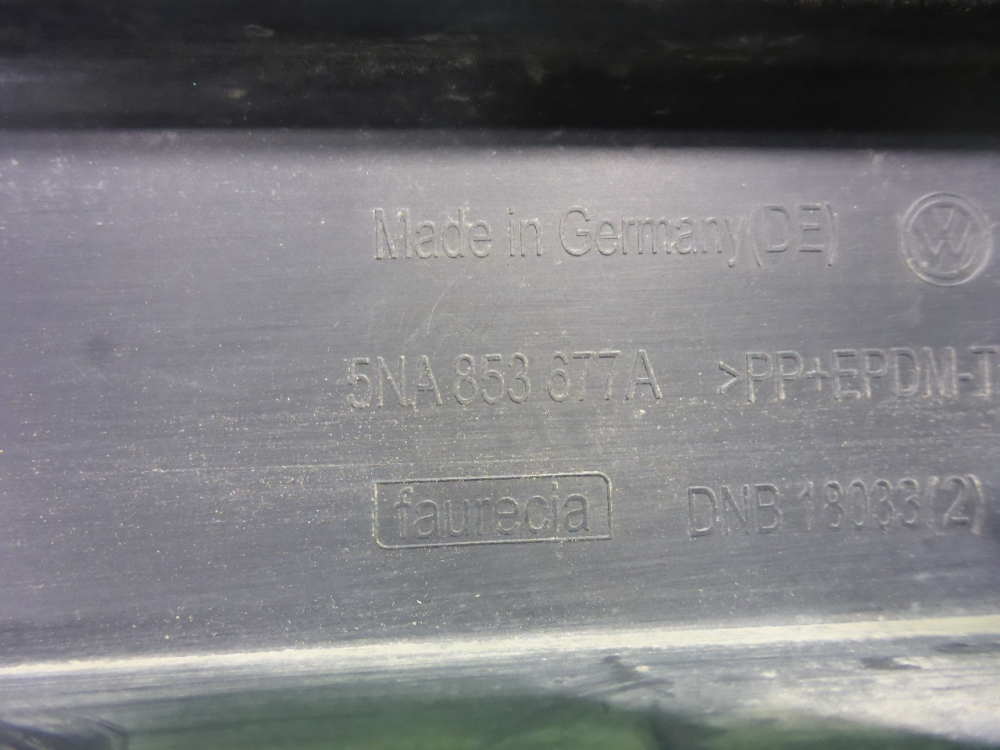 Made in Germany(DE)
5NA 853 677A >PP+EPDM-T
faurecia DNB 18033(2)